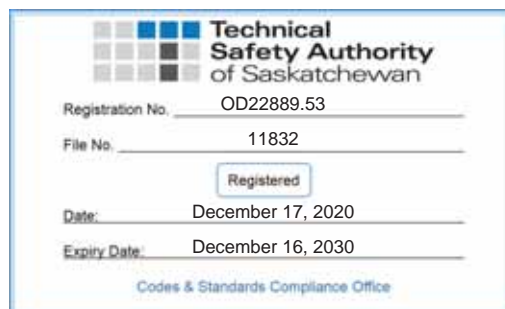 Technical
Safety Authority
of Saskatchewan
Registration No. OD22889.53
File No. 11832
Registered
Date: December 17, 2020
Expiry Date: December 16, 2030
Codes & Standards Compliance Office